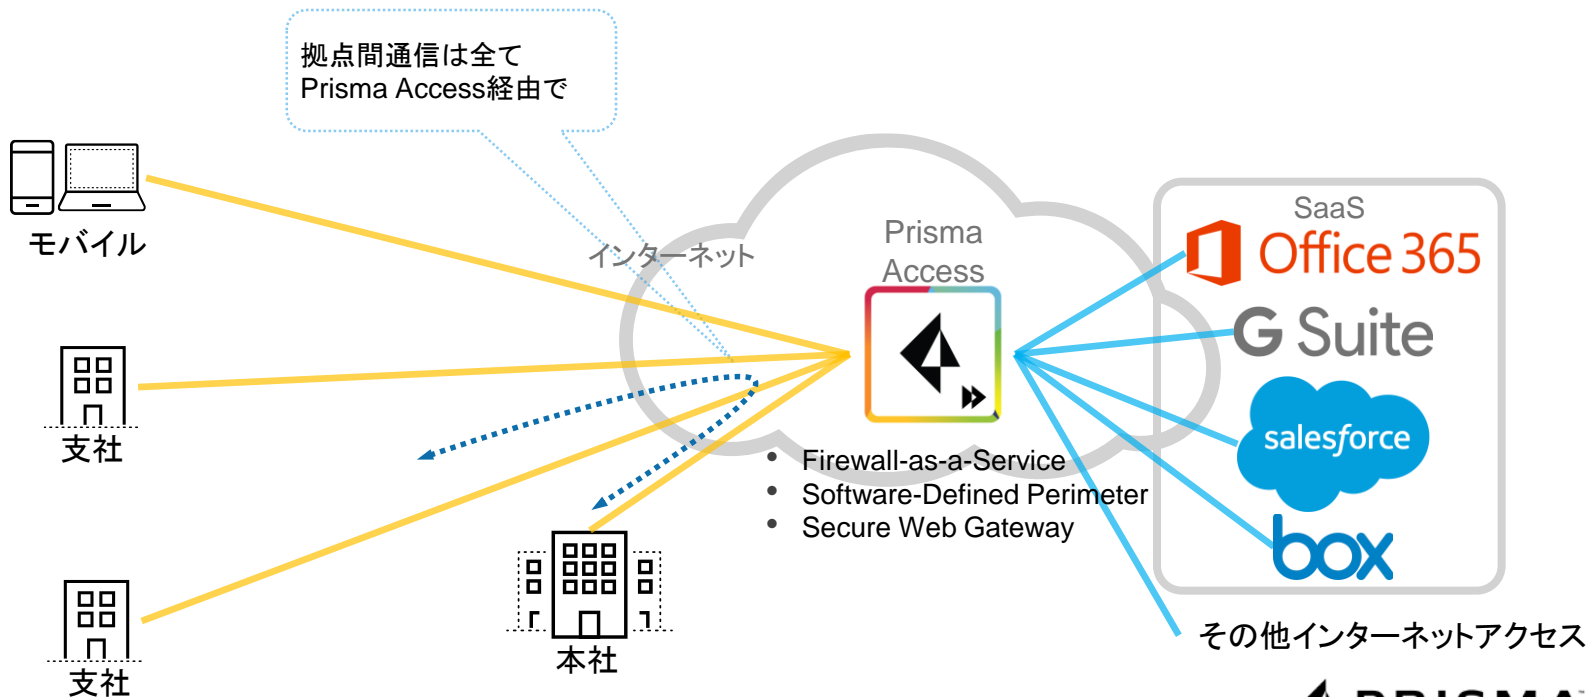 拠点間通信は全て
Prisma Access経由で
モバイル
インターネット
Prisma
Access
SaaS
Office 365
G Suite
salesforce
box
支社
• Firewall-as-a-Service
• Software-Defined Perimeter
• Secure Web Gateway
本社
支社
その他インターネットアクセス
PRISMA